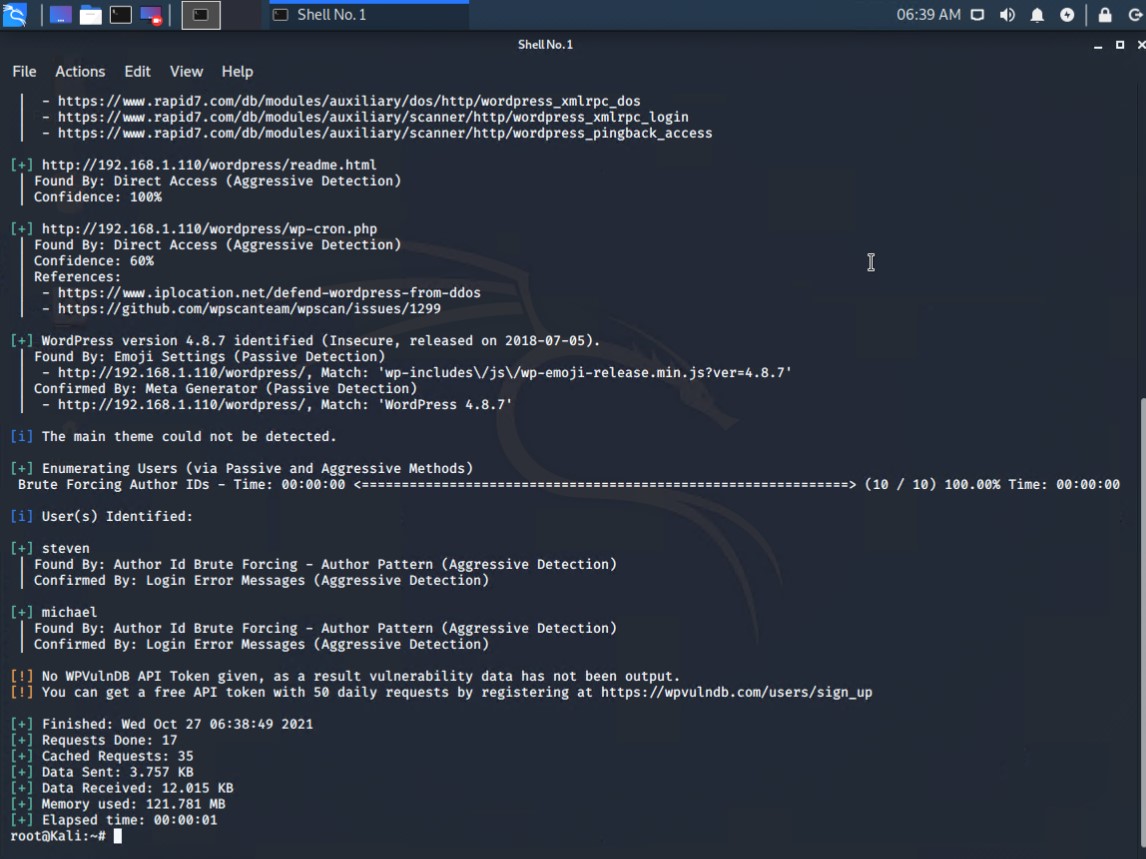 Shell No. 1
06:39 AM
Shell No. 1
File Actions Edit View Help
| - https://www.rapid7.com/db/modules/auxiliary/dos/http/wordpress_xmlrpc_dos
| - https://www.rapid7.com/db/modules/auxiliary/scanner/http/wordpress_xmlrpc_login
| - https://www.rapid7.com/db/modules/auxiliary/scanner/http/wordpress_pingback_access
[+] http://192.168.1.110/wordpress/readme.html
| Found By: Direct Access (Aggressive Detection)
| Confidence: 100%
[+] http://192.168.1.110/wordpress/wp-cron.php
| Found By: Direct Access (Aggressive Detection)
| Confidence: 60%
| References:
| - https://www.iplocation.net/defend-wordpress-from-ddos
| - https://github.com/wpscanteam/wpscan/issues/1299
[+] WordPress version 4.8.7 identified (Insecure, released on 2018-07-05).
| Found By: Emoji Settings (Passive Detection)
| - http://192.168.1.110/wordpress/, Match: 'wp-includes\/js\/wp-emoji-release.min.js?ver=4.8.7'
| Confirmed By: Meta Generator (Passive Detection)
| - http://192.168.1.110/wordpress/, Match: 'WordPress 4.8.7'
[i] The main theme could not be detected.
[+] Enumerating Users (via Passive and Aggressive Methods)
Brute Forcing Author IDs - Time: 00:00:00 <=============================================================> (10 / 10) 100.00% Time: 00:00:00
[i] User(s) Identified:
[+] steven
| Found By: Author Id Brute Forcing - Author Pattern (Aggressive Detection)
| Confirmed By: Login Error Messages (Aggressive Detection)
[+] michael
| Found By: Author Id Brute Forcing - Author Pattern (Aggressive Detection)
| Confirmed By: Login Error Messages (Aggressive Detection)
[!] No WPVulnDB API Token given, as a result vulnerability data has not been output.
[!] You can get a free API token with 50 daily requests by registering at https://wpvulndb.com/users/sign_up
[+] Finished: Wed Oct 27 06:38:49 2021
[+] Requests Done: 17
[+] Cached Requests: 35
[+] Data Sent: 3.757 KB
[+] Data Received: 12.015 KB
[+] Memory used: 121.781 MB
[+] Elapsed time: 00:00:01
root@Kali:~#